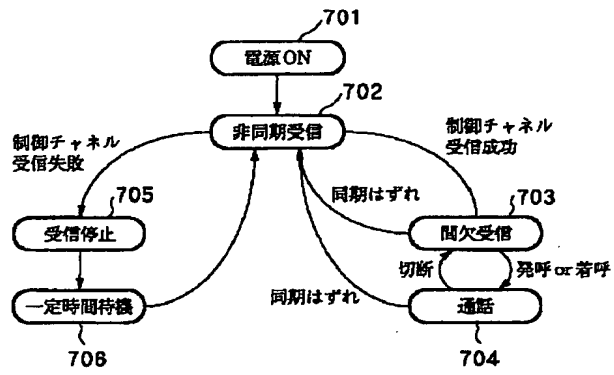 701
電源ON
702
非同期受信
制御チャネル
受信失敗
制御チャネル
受信成功
705
受信停止
同期はずれ
703
間欠受信
切断
発呼or着呼
一定時間待機
706
同期はずれ
通話
704